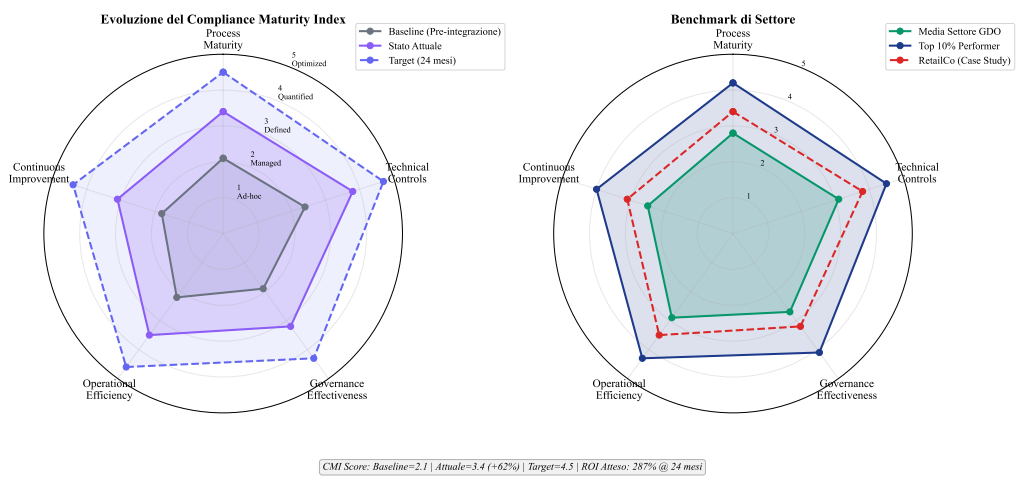 Evoluzione del Compliance Maturity Index
Process
Maturity
Baseline (Pre-integrazione)
Stato Attuale
Target (24 mesi)
5
Optimized
4
Quantified
3
Defined
2
Managed
1
Ad-hoc
Continuous
Improvement
Technical
Controls
Operational
Efficiency
Governance
Effectiveness
Benchmark di Settore
Process
Maturity
Media Settore GDO
Top 10% Performer
RetailCo (Case Study)
5
4
3
2
1
Continuous
Improvement
Technical
Controls
Operational
Efficiency
Governance
Effectiveness
CMI Score: Baseline=2.1 | Attuale=3.4 (+62%) | Target=4.5 | ROI Atteso: 287% @ 24 mesi